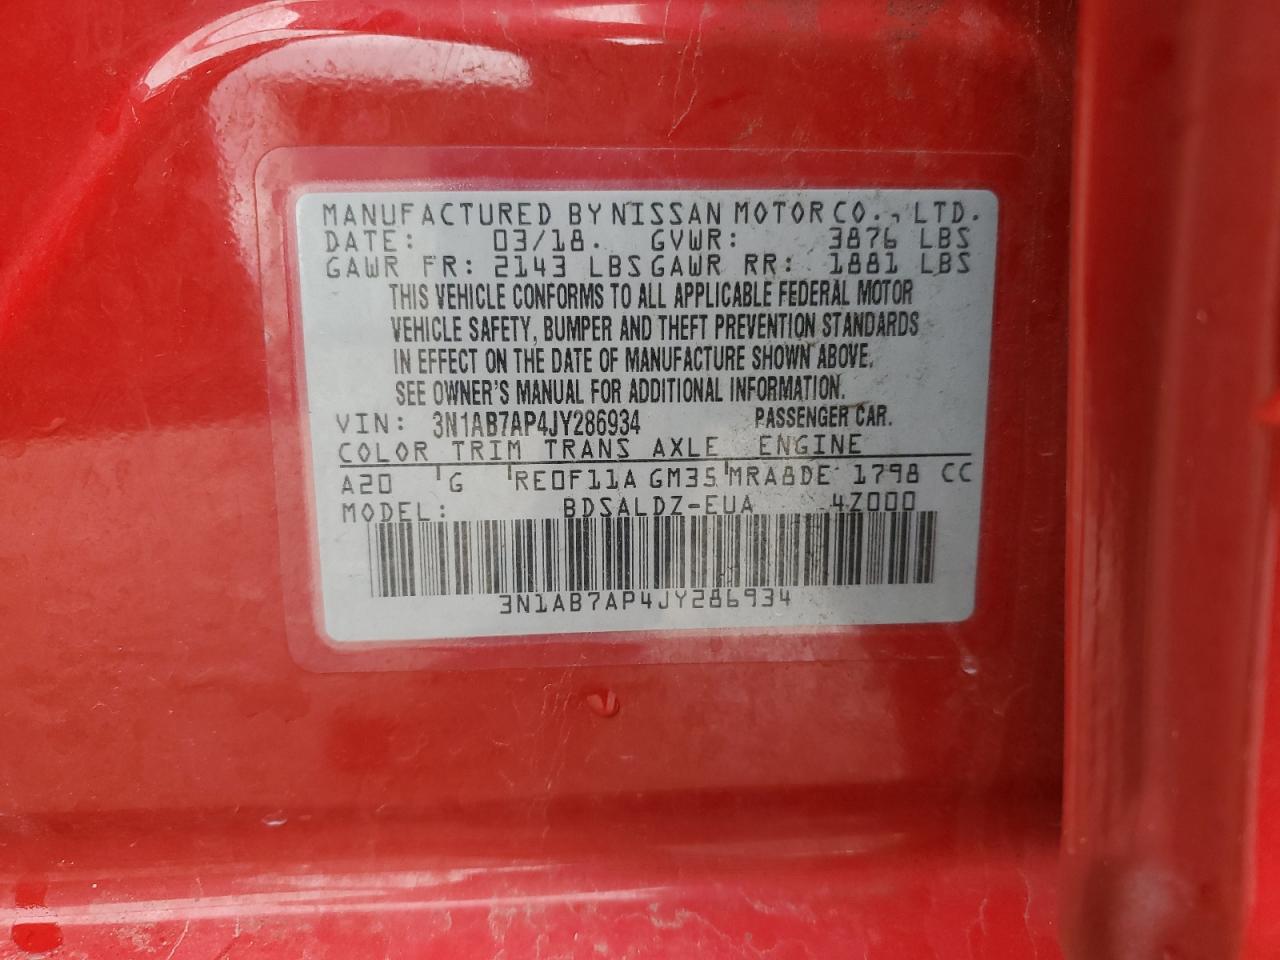 MANUFACTURED BY NISSAN MOTOR CO., LTD.
DATE: 03/18. GVWR: 3876 LBS
GAWR FR: 2143 LBS GAWR RR: 1881 LBS
THIS VEHICLE CONFORMS TO ALL APPLICABLE FEDERAL MOTOR
VEHICLE SAFETY, BUMPER AND THEFT PREVENTION STANDARDS
IN EFFECT ON THE DATE OF MANUFACTURE SHOWN ABOVE.
SEE OWNER'S MANUAL FOR ADDITIONAL INFORMATION.
VIN: 3N1AB7AP4JY286934 PASSENGER CAR.
COLOR TRIM TRANS AXLE ENGINE
A20 G RE0F11A GM35 MRA8DE 1798 CC
MODEL: BDSALDZ-EUA 4Z000
3N1AB7AP4JY286934